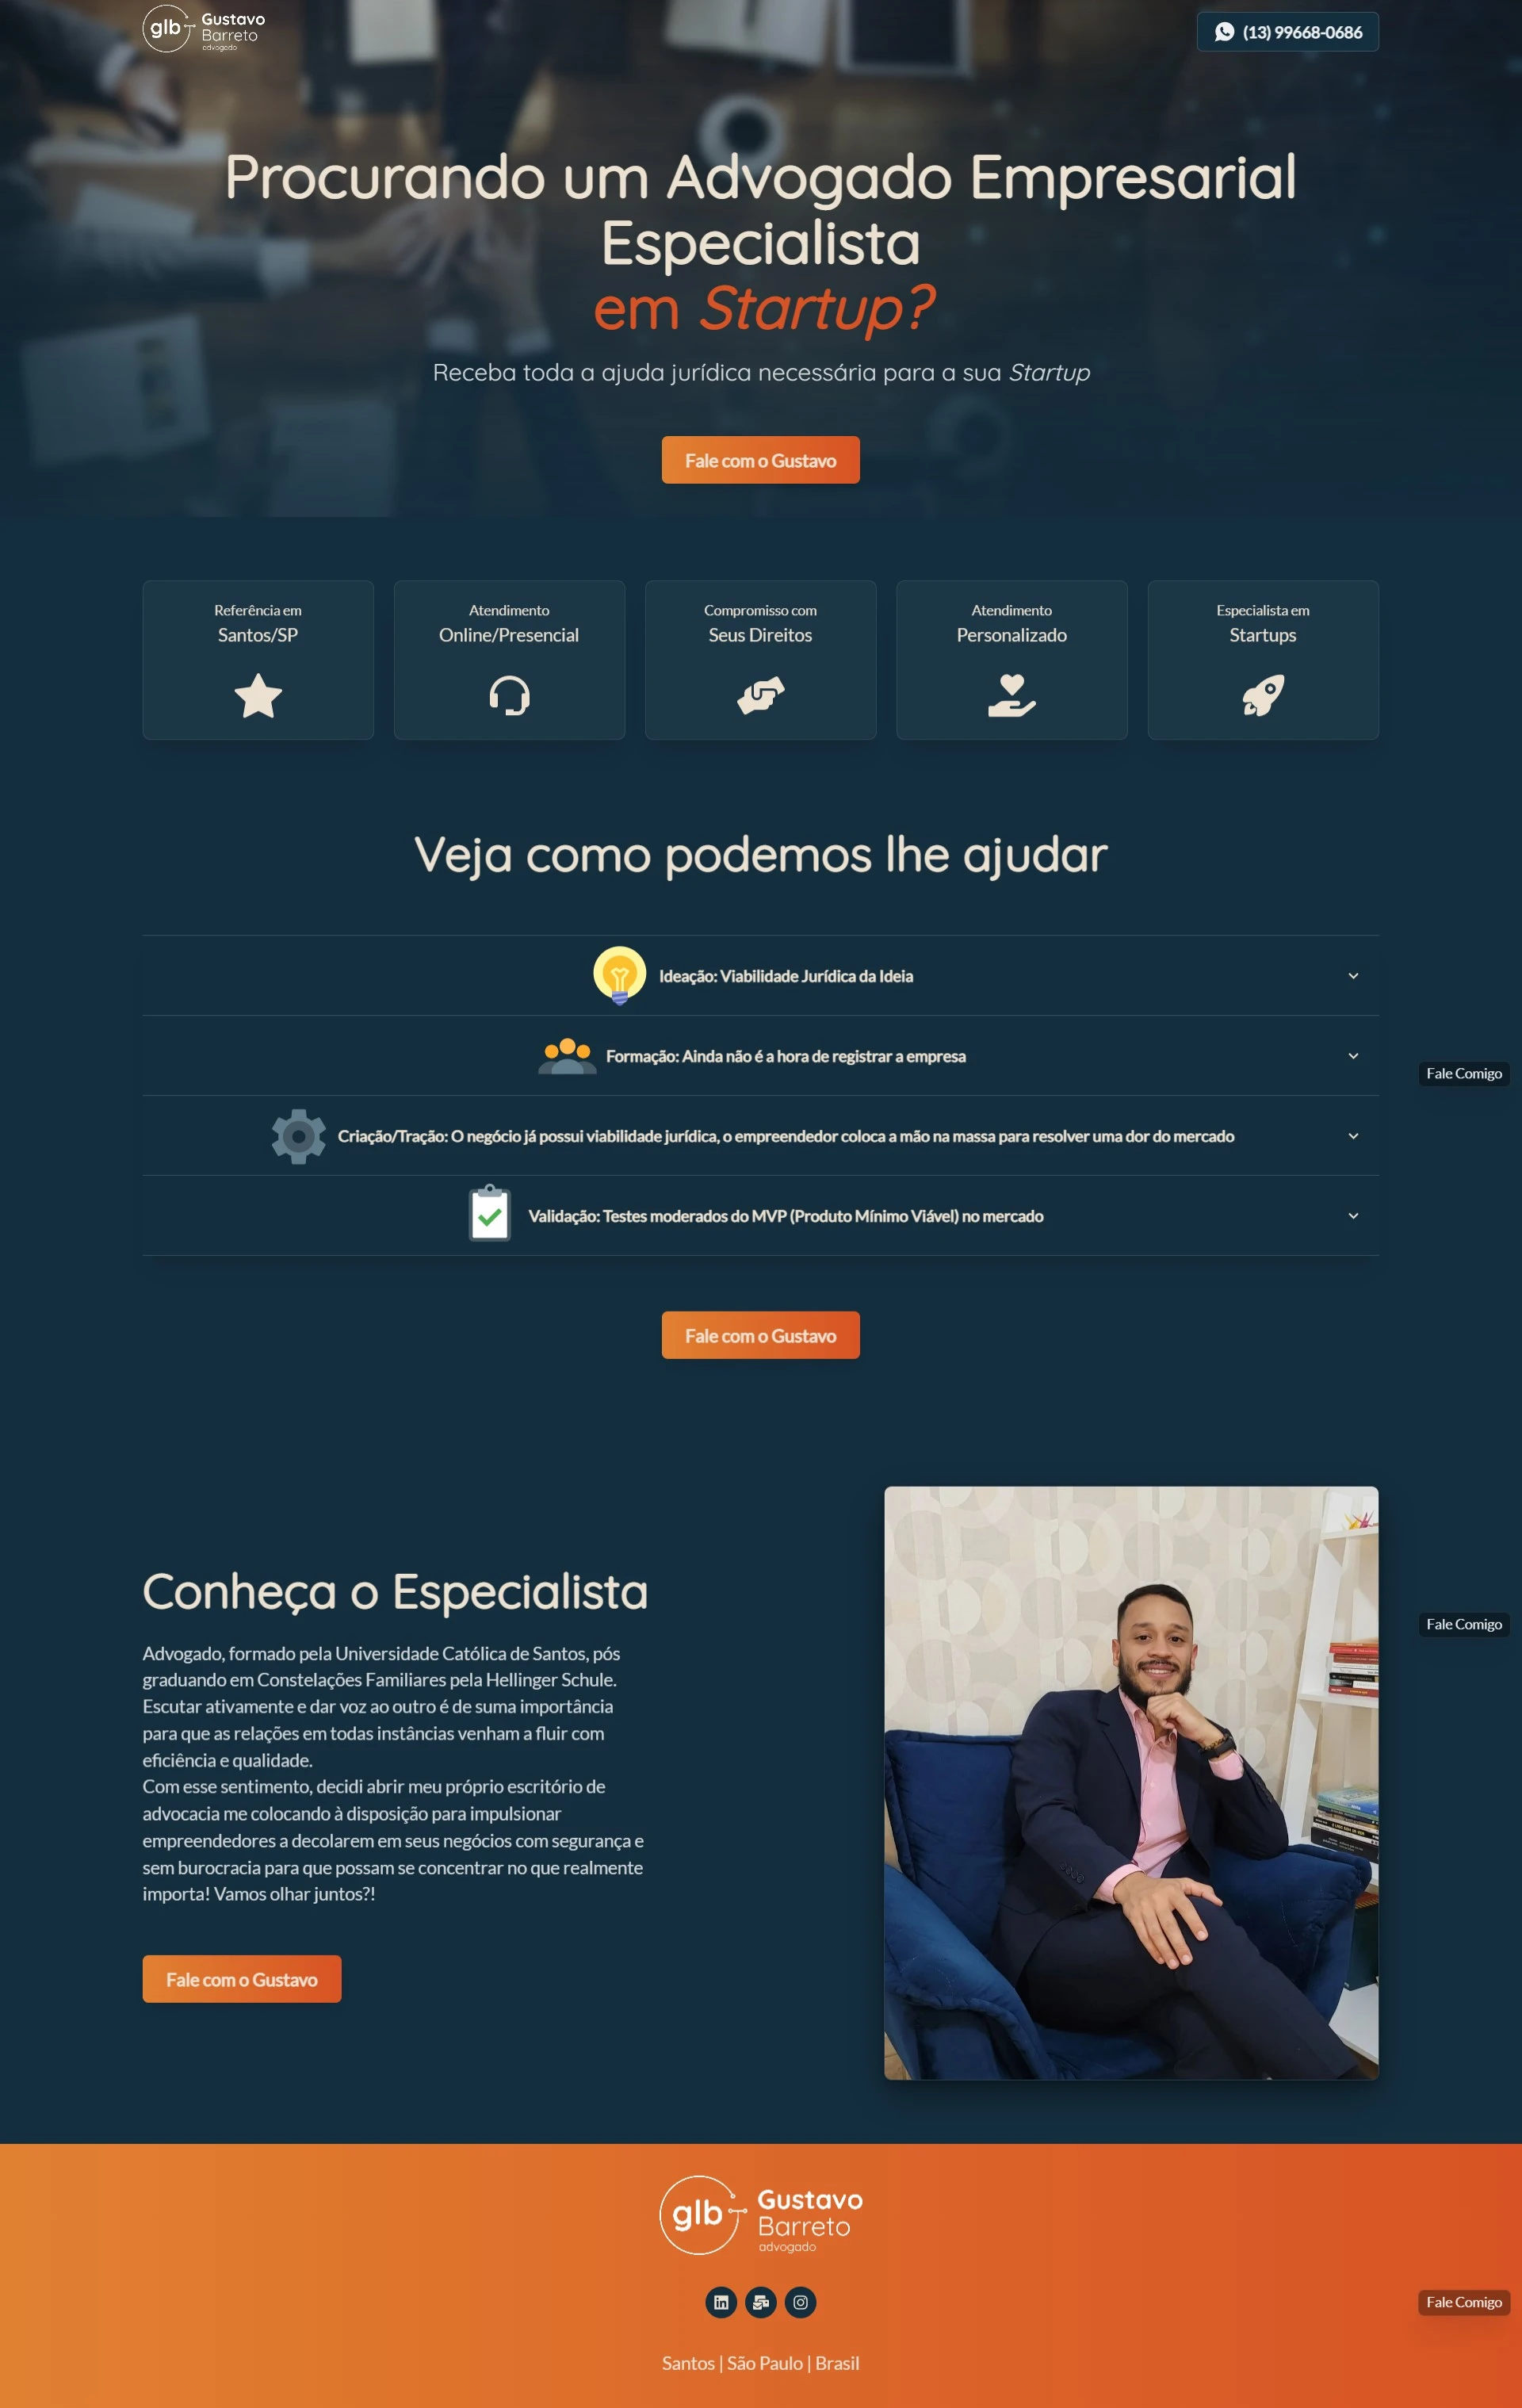 glb
Gustavo
Barreto
advogado
(13) 99668-0686
Procurando um Advogado Empresarial
Especialista
em Startup?
Receba toda a ajuda jurídica necessária para a sua Startup
Fale com o Gustavo
Referência em
Santos/SP
Atendimento
Online/Presencial
Compromisso com
Seus Direitos
Atendimento
Personalizado
Especialista em
Startups
Veja como podemos lhe ajudar
Ideação: Viabilidade Jurídica da Ideia
Formação: Ainda não é a hora de registrar a empresa
Fale Comigo
Criação/Tração: O negócio já possui viabilidade jurídica, o empreendedor coloca a mão na massa para resolver uma dor do mercado
Validação: Testes moderados do MVP (Produto Mínimo Viável) no mercado
Fale com o Gustavo
Conheça o Especialista
Advogado, formado pela Universidade Católica de Santos, pós
graduando em Constelações Familiares pela Hellinger Schule.
Escutar ativamente e dar voz ao outro é de suma importância
para que as relações em todas instâncias venham a fluir com
eficiência e qualidade.
Com esse sentimento, decidi abrir meu próprio escritório de
advocacia me colocando à disposição para impulsionar
empreendedores a decolarem em seus negócios com segurança e
sem burocracia para que possam se concentrar no que realmente
importa! Vamos olhar juntos?!
Fale com o Gustavo
Fale Comigo
glb
Gustavo
Barreto
advogado
Fale Comigo
Santos | São Paulo | Brasil